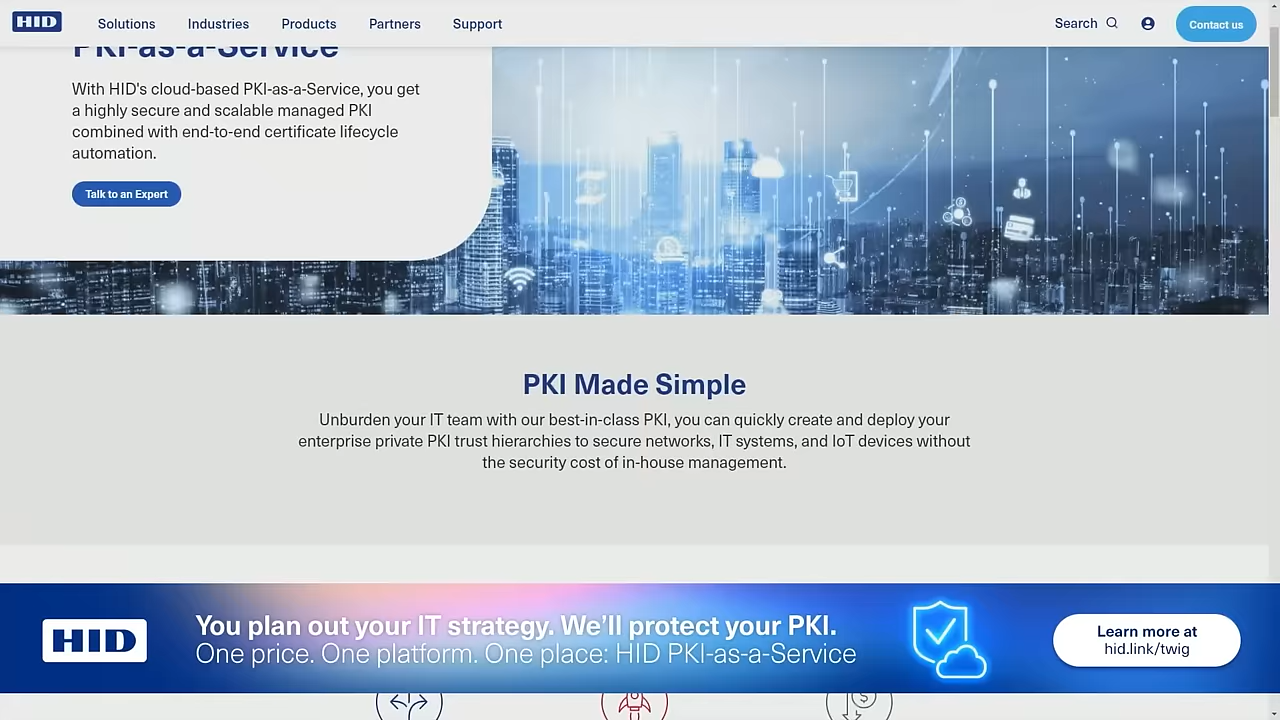 HID
Solutions
Industries
Products
Partners
Support
Search
Contact us
PKI-as-a-Service
With HID's cloud-based PKI-as-a-Service, you get
a highly secure and scalable managed PKI
combined with end-to-end certificate lifecycle
automation.
Talk to an Expert
PKI Made Simple
Unburden your IT team with our best-in-class PKI, you can quickly create and deploy your
enterprise private PKI trust hierarchies to secure networks, IT systems, and IoT devices without
the security cost of in-house management.
HID
You plan out your IT strategy. We’ll protect your PKI.
One price. One platform. One place: HID PKI-as-a-Service
Learn more at
hid.link/twig